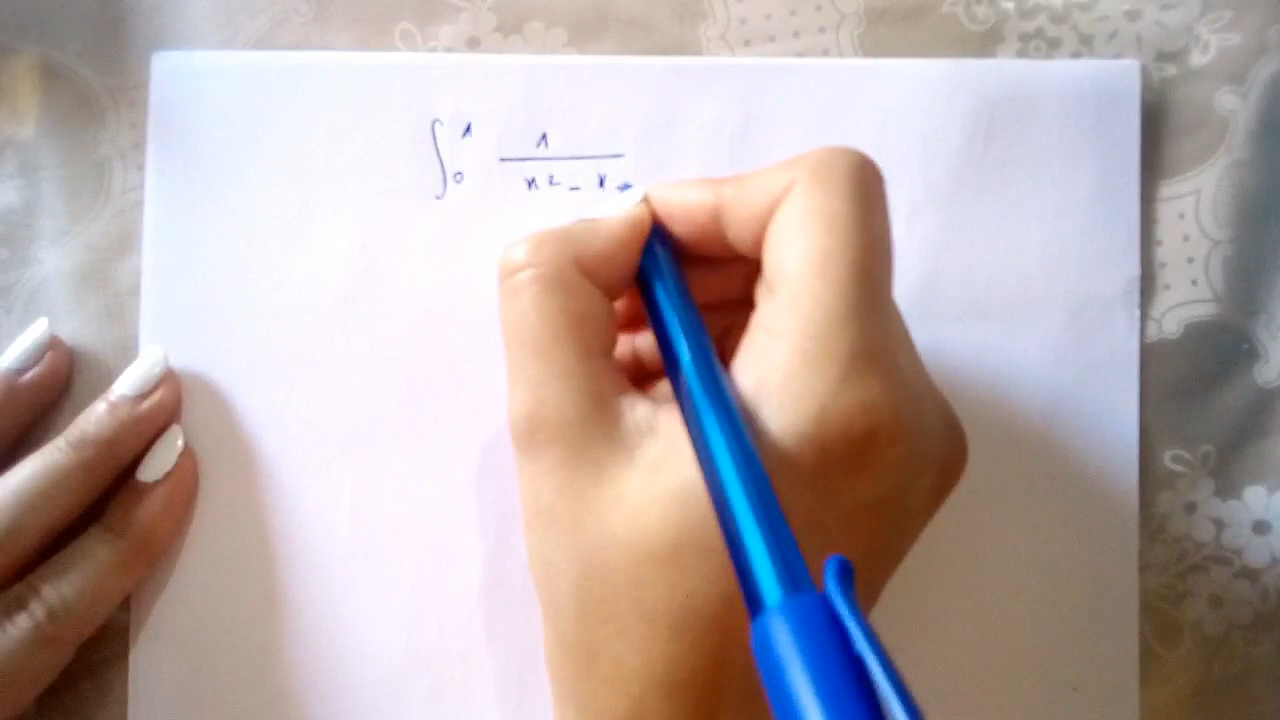 ∫₀¹ 1/(x² - x